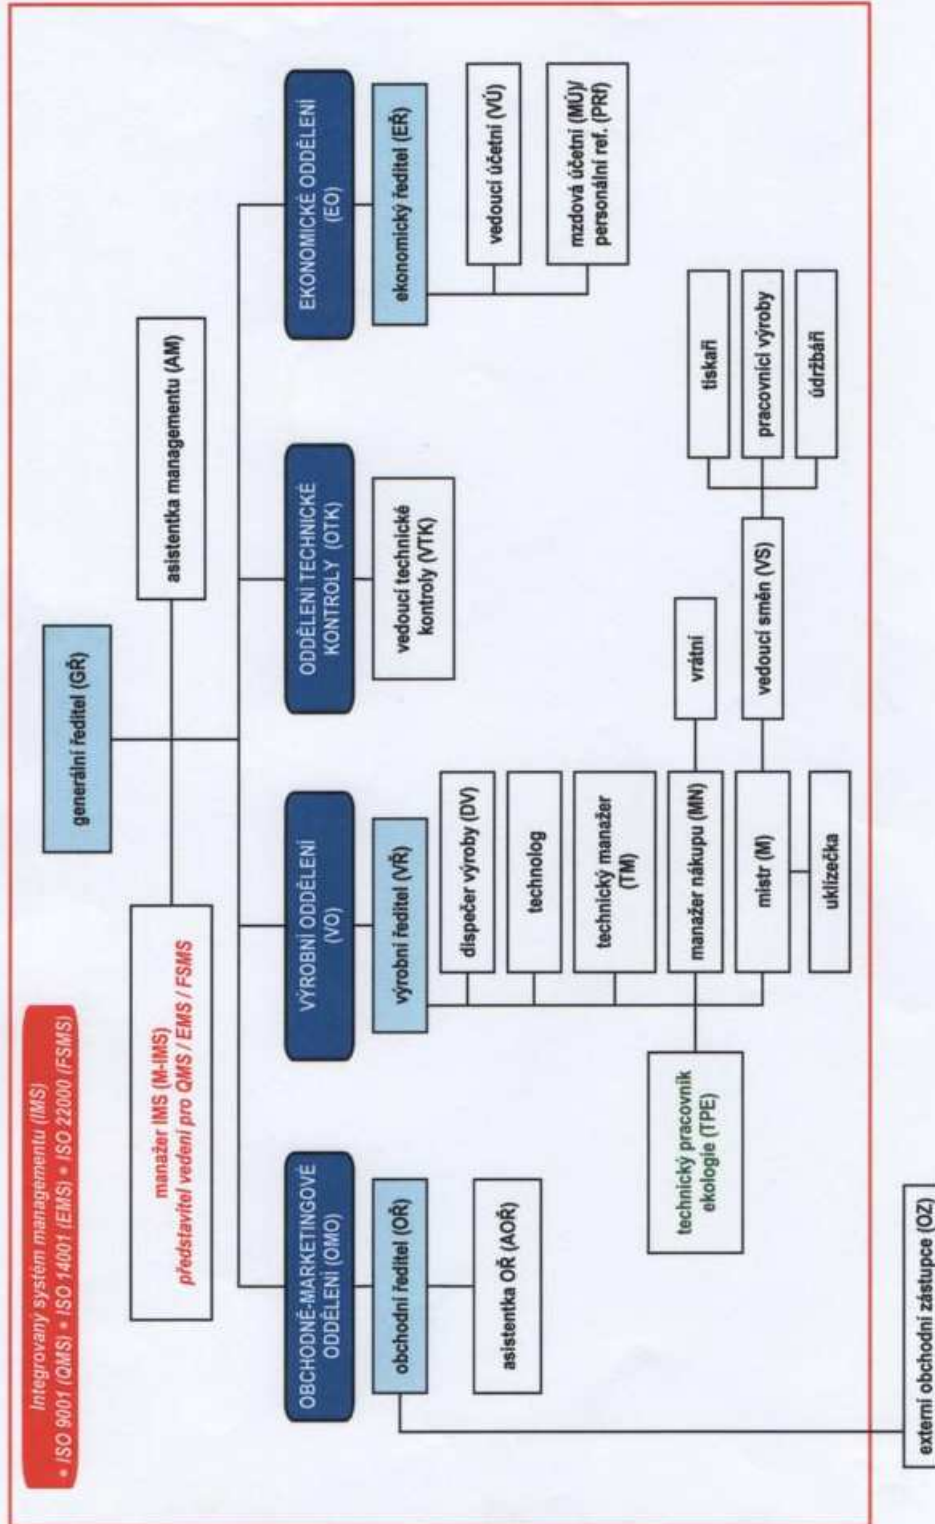 Integrovaný systém managementu (IMS)
• ISO 9001 (QMS) • ISO 14001 (EMS) • ISO 22000 (FSMS)
generální ředitel (GŘ)
manažer IMS (M-IMS)
představitel vedení pro QMS / EMS / FSMS
asistentka managementu (AM)
OBCHODNĚ-MARKETINGOVÉ
ODDĚLENÍ (OMO)
obchodní ředitel (OŘ)
asistentka OŘ (AOŘ)
externí obchodní zástupce (OZ)
VÝROBNÍ ODDĚLENÍ
(VO)
výrobní ředitel (VŘ)
dispečer výroby (DV)
technolog
technický manažer
(TM)
technický pracovník
ekologie (TPE)
manažer nákupu (MN)
vrátní
mistr (M)
vedoucí směn (VS)
tiskaři
pracovníci výroby
údržbáři
uklízečka
ODDĚLENÍ TECHNICKÉ
KONTROLY (OTK)
vedoucí technické
kontroly (VTK)
EKONOMICKÉ ODDĚLENÍ
(EO)
ekonomický ředitel (EŘ)
vedoucí účetní (VÚ)
mzdová účetní (MÚ)/
personální ref. (PRf)